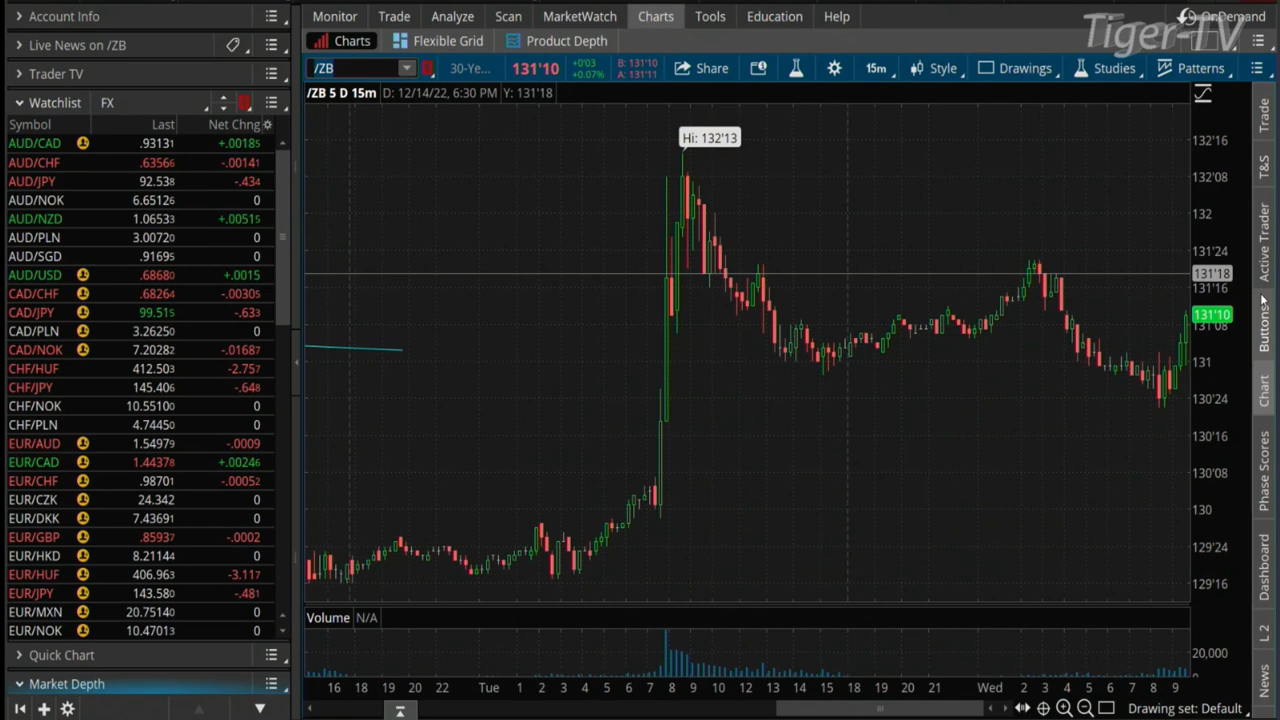 Account Info
Live News on /ZB
Trader TV
Watchlist FX
Symbol Last Net Chng
AUD/CAD .93131 +.00185
AUD/CHF .63566 -.00141
AUD/JPY 92.538 -.434
AUD/NOK 6.65126 0
AUD/NZD 1.06533 +.00515
AUD/PLN 3.00720 0
AUD/SGD .91695 0
AUD/USD .68680 +.0015
CAD/CHF .68264 -.00305
CAD/JPY 99.515 -.633
CAD/PLN 3.26250 0
CAD/NOK 7.20282 -.01687
CHF/HUF 412.503 -2.757
CHF/JPY 145.406 -.648
CHF/NOK 10.55100 0
CHF/PLN 4.74450 0
EUR/AUD 1.54979 -.0009
EUR/CAD 1.44378 +.00246
EUR/CHF .98701 -.00052
EUR/CZK 24.342 0
EUR/DKK 7.43691 0
EUR/GBP .85937 -.0002
EUR/HKD 8.21144 0
EUR/HUF 406.963 -3.117
EUR/JPY 143.580 -.481
EUR/MXN 20.75140 0
EUR/NOK 10.47013 0
Quick Chart
Market Depth
Monitor Trade Analyze Scan MarketWatch Charts Tools Education Help
OnDemand
Tiger-TV
Charts Flexible Grid Product Depth
/ZB 30-Ye... 131'10 +0'03 +0.07% B: 131'10 A: 131'11 Share 15m Style Drawings Studies Patterns
/ZB 5 D 15m D: 12/14/22, 6:30 PM Y: 131'18
Hi: 132'13
132'16
132'08
132
131'24
131'18
131'16
131'10
131'08
131
130'24
130'16
130'08
130
129'24
129'16
Volume N/A
20,000
16 18 19 20 22 Tue 1 2 3 4 5 6 7 8 9 10 11 12 13 14 15 16 18 19 20 21 Wed 2 3 4 5 6 7 8 9
Drawing set: Default
Trade
T&S
Active Trader
Buttons
Chart
Phase Scores
Dashboard
L 2
News